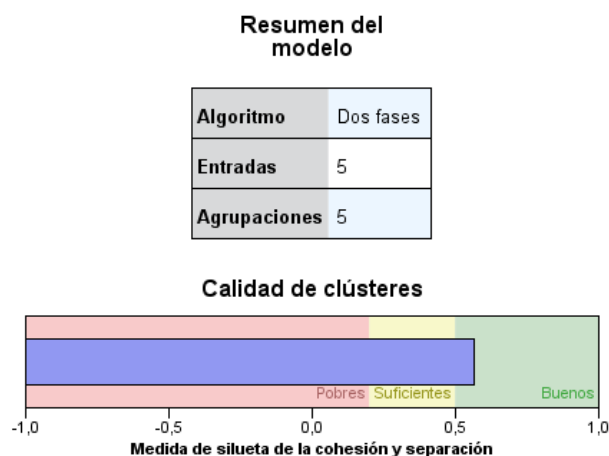 Resumen del
modelo
Algoritmo Dos fases
Entradas 5
Agrupaciones 5
Calidad de clústeres
Pobres Suficientes Buenos
-1,0 -0,5 0,0 0,5 1,0
Medida de silueta de la cohesión y separación